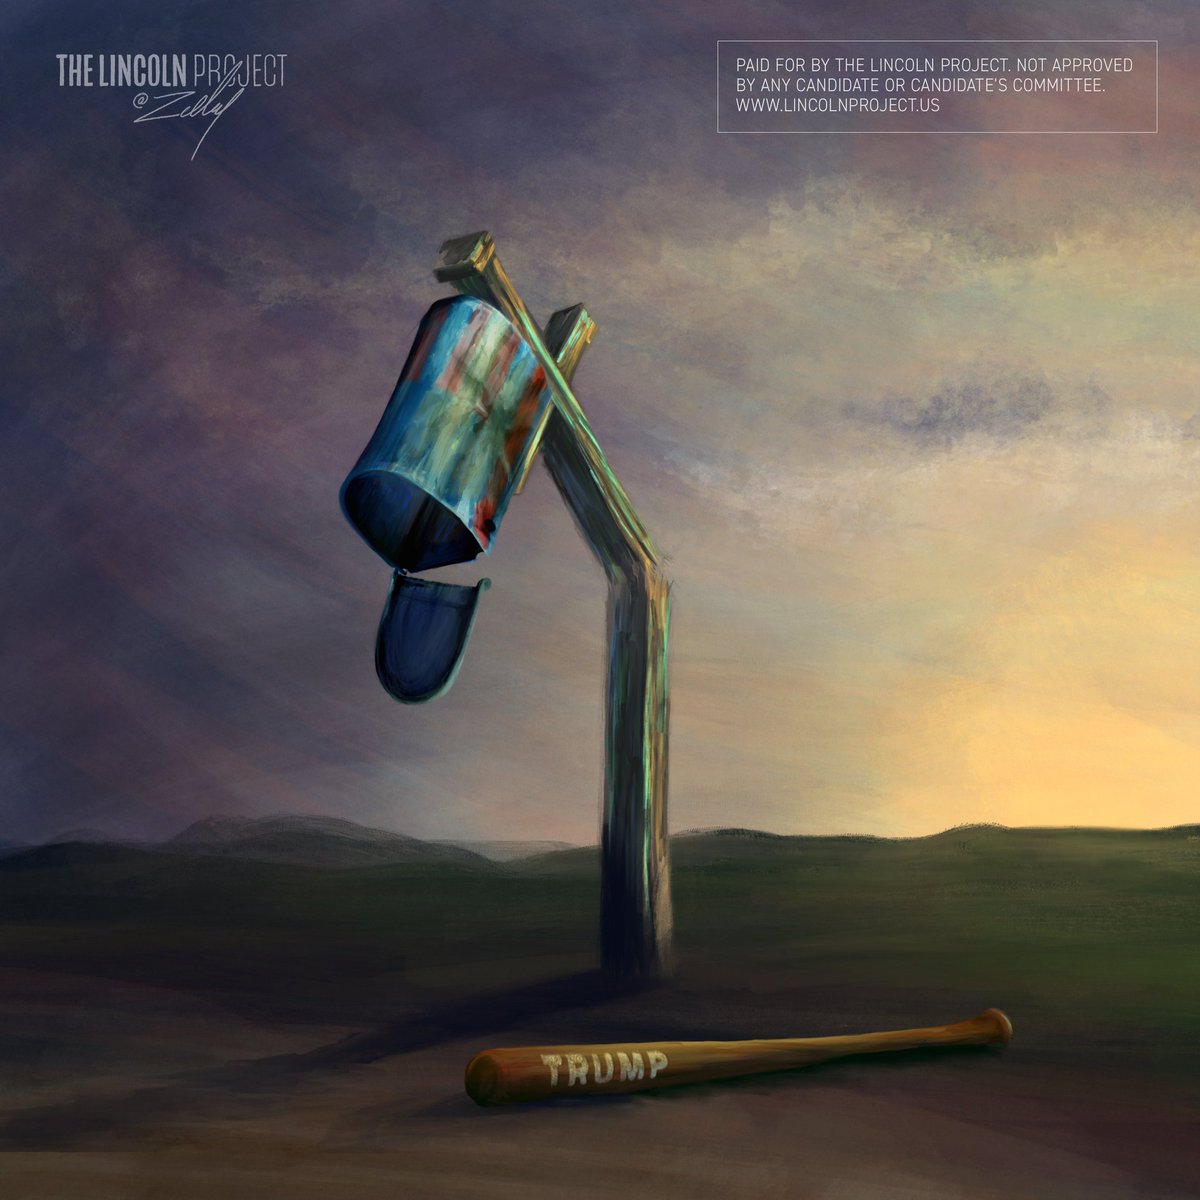 THE LINCOLN PROJECT
PAID FOR BY THE LINCOLN PROJECT. NOT APPROVED
BY ANY CANDIDATE OR CANDIDATE'S COMMITTEE.
WWW.LINCOLNPROJECT.US
TRUMP